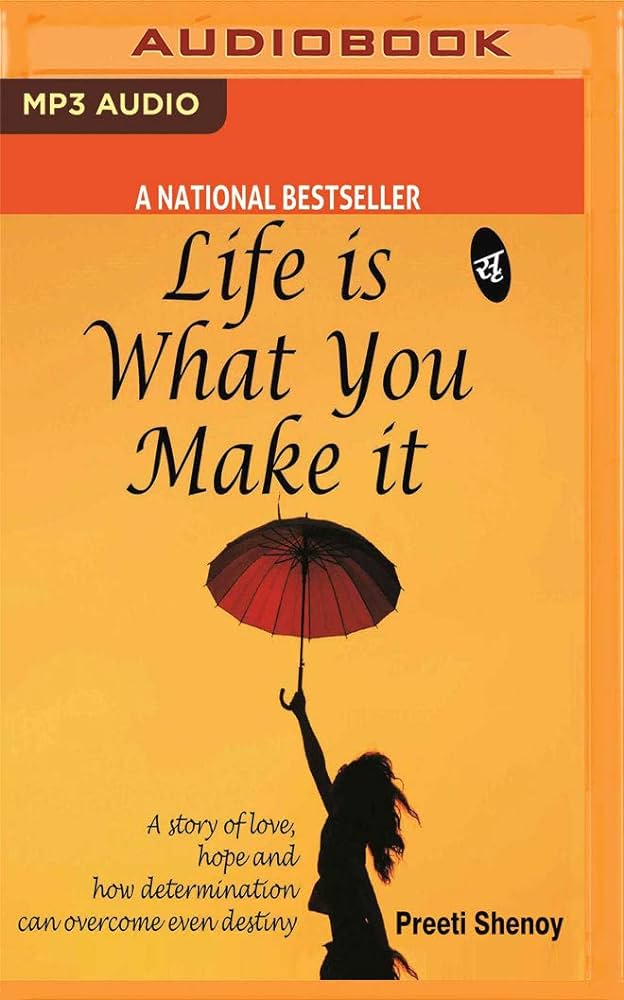 AUDIOBOOK
MP3 AUDIO
A NATIONAL BESTSELLER
Life is
सृ
What You
Make it
A story of love,
hope and
how determination
can overcome even destiny
Preeti Shenoy